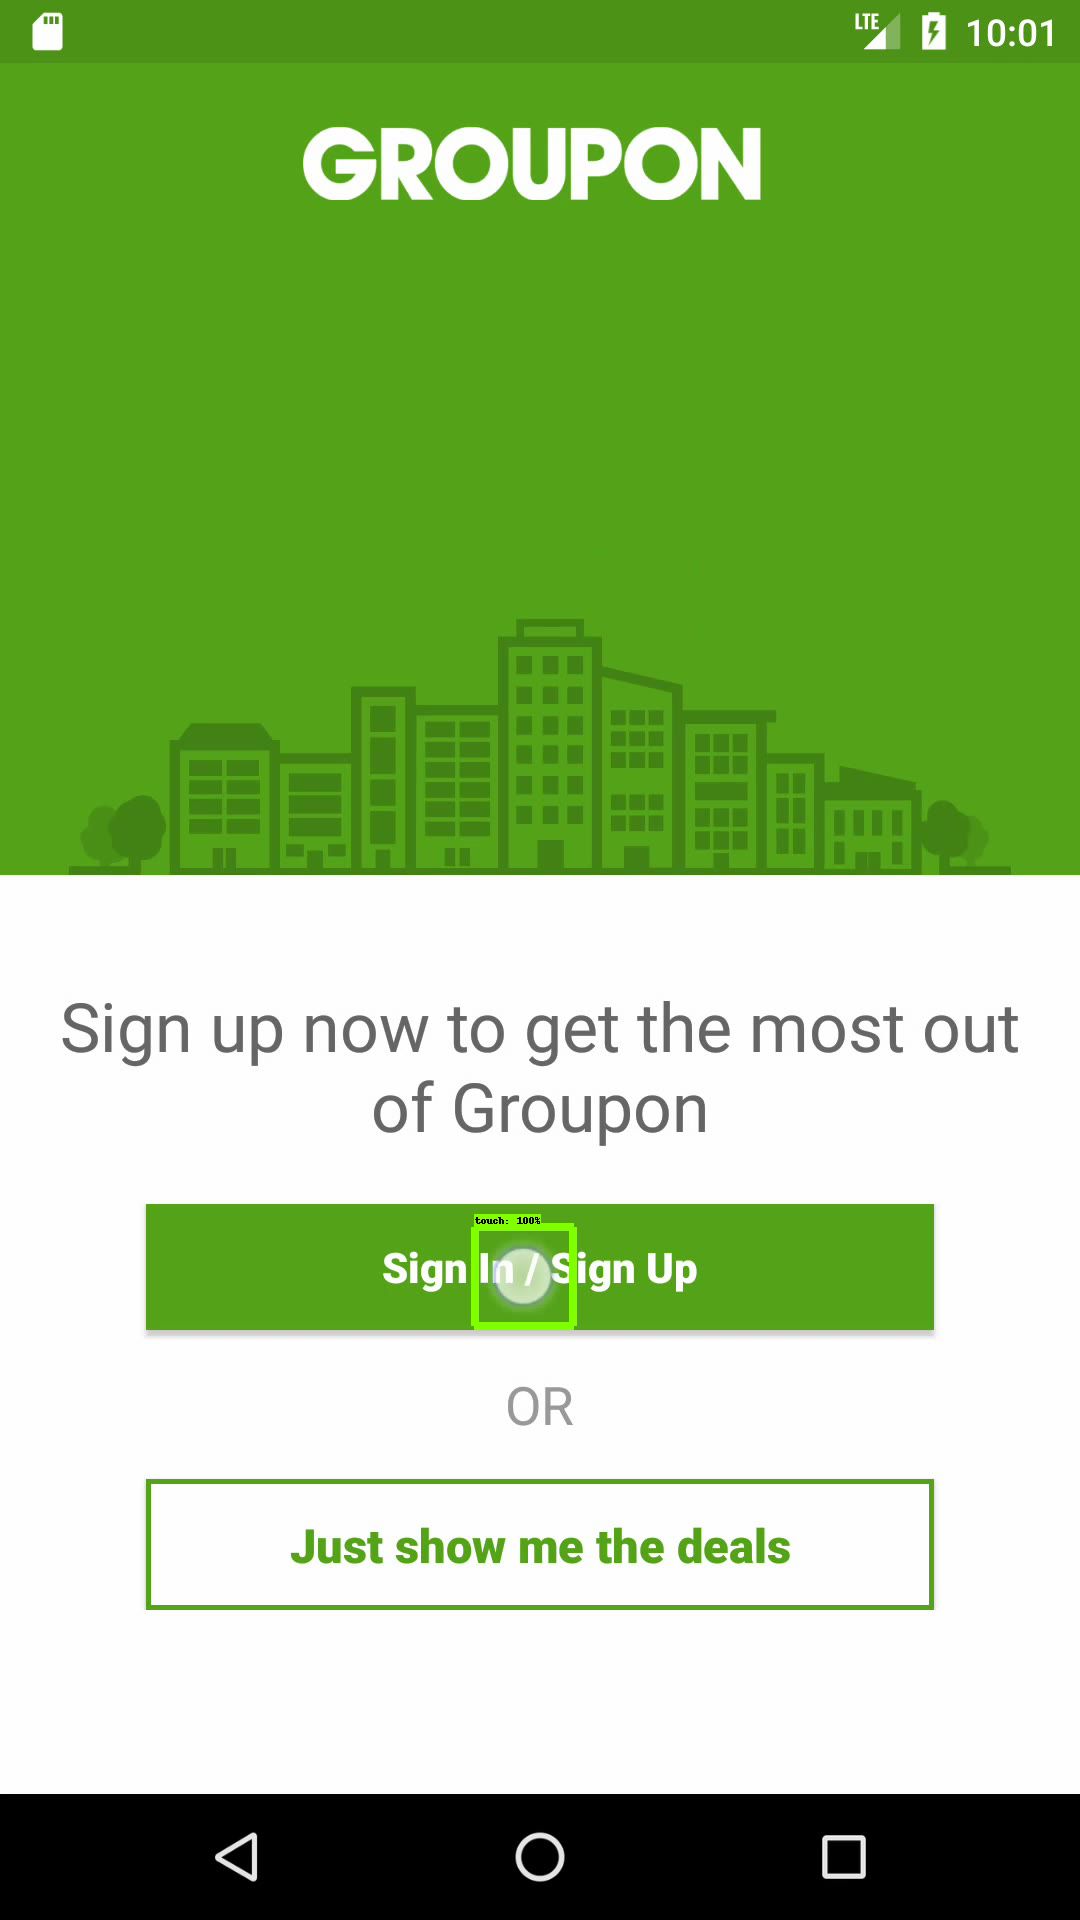 LTE 10:01
GROUPON
Sign up now to get the most out
of Groupon
touch: 100%
Sign In / Sign Up
OR
Just show me the deals